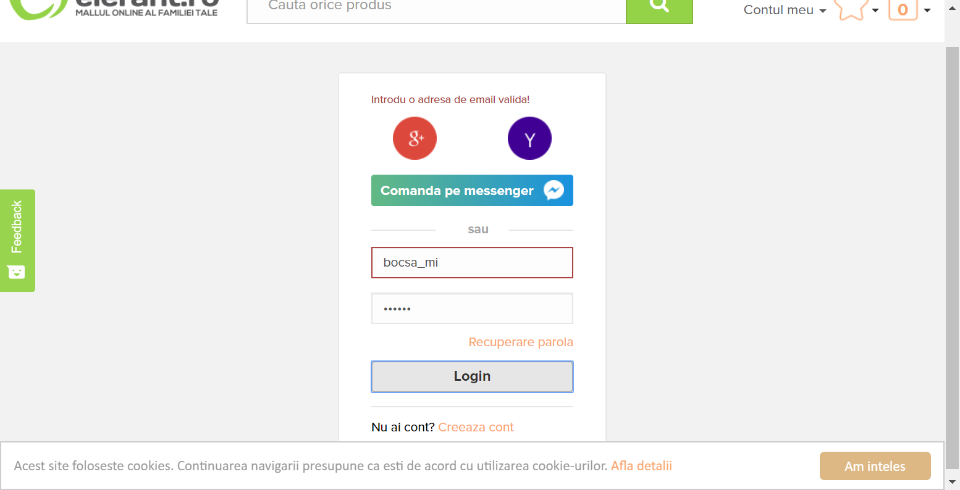 elefant.ro
MALLUL ONLINE AL FAMILIEI TALE
Cauta orice produs
Contul meu
0
Introdu o adresa de email valida!
g+
Y
Comanda pe messenger
sau
bocsa_mi
••••••
Recuperare parola
Login
Nu ai cont? Creeaza cont
Feedback
Acest site foloseste cookies. Continuarea navigarii presupune ca esti de acord cu utilizarea cookie-urilor. Afla detalii
Am inteles